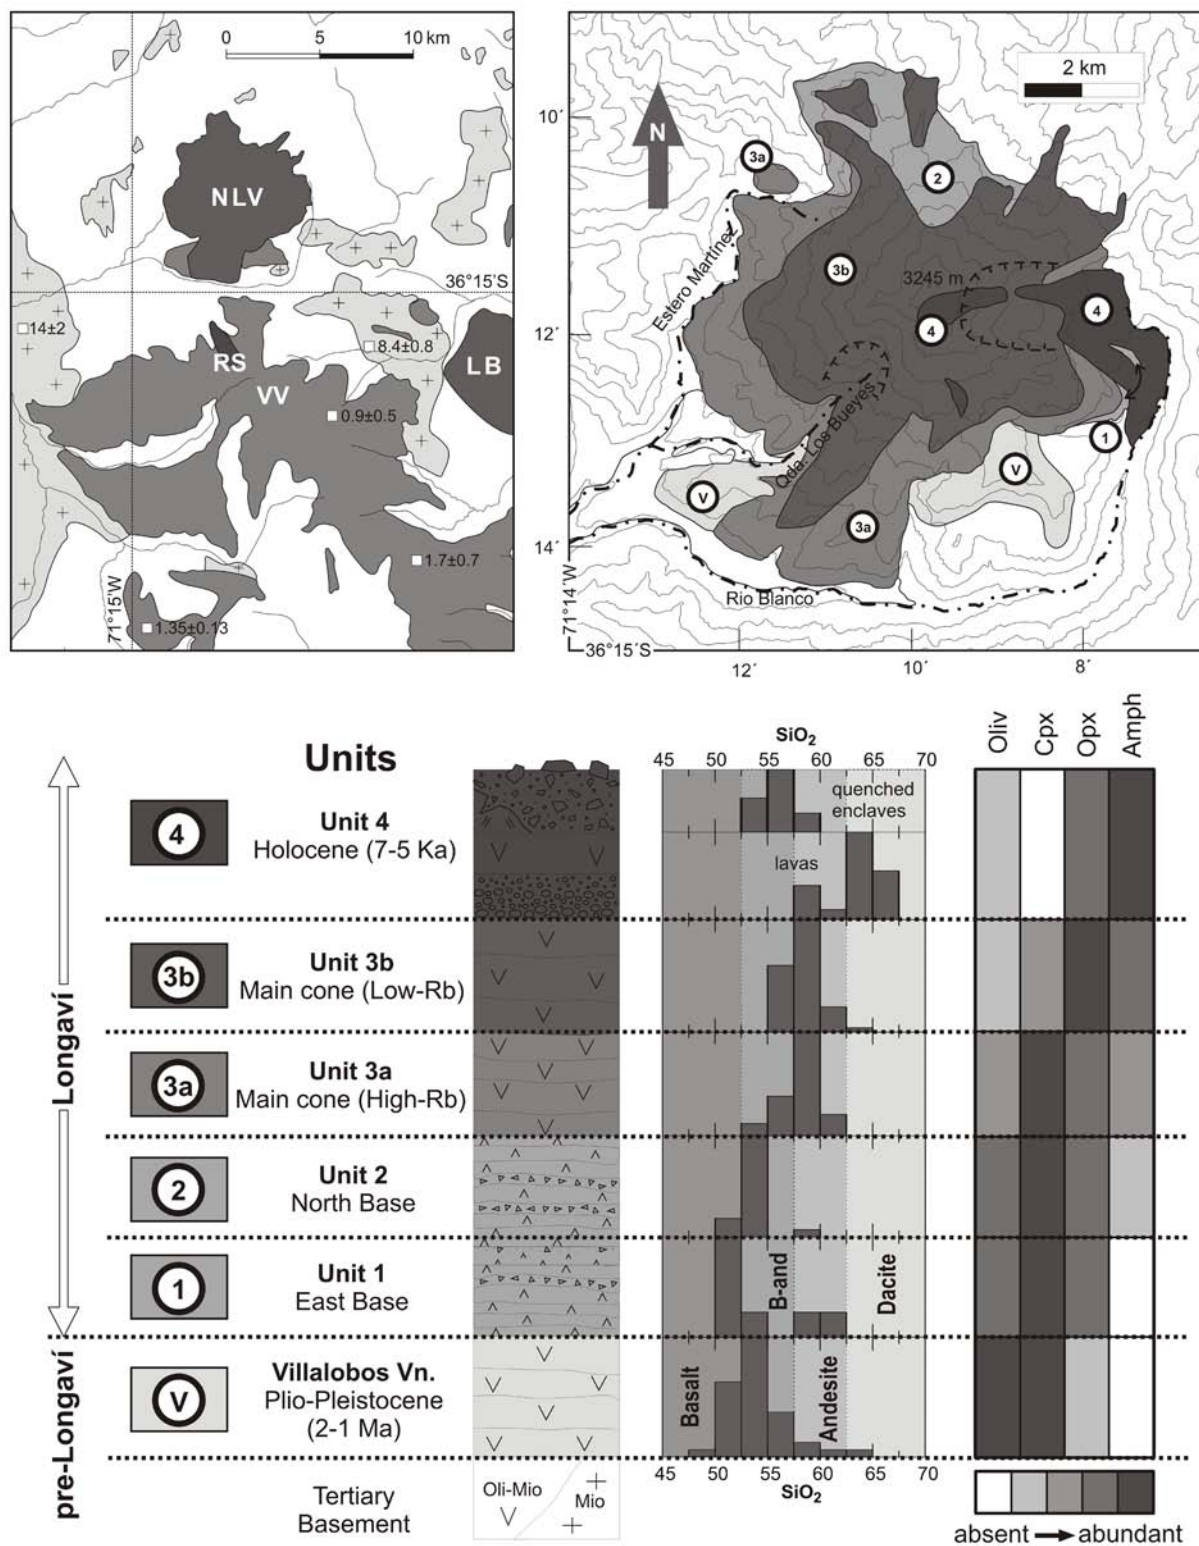 0 5 10 km
NLV
36°15'S
14±2
8.4±0.8
RS
LB
VV
0.9±0.5
1.7±0.7
71°15'W
1.35±0.13
2 km
10´
N
3a
2
Estero Martínez
3b
3245 m
4
4
12´
Qda. Los Bueyes
1
V
V
3a
14´
Rio Blanco
71°14´W
36°15´S
12´ 10´ 8´
Units
SiO2
45 50 55 60 65 70
Oliv Cpx Opx Amph
Longaví
4
Unit 4
Holocene (7-5 Ka)
quenched
enclaves
lavas
3b
Unit 3b
Main cone (Low-Rb)
3a
Unit 3a
Main cone (High-Rb)
2
Unit 2
North Base
1
Unit 1
East Base
B-and
Dacite
pre-Longaví
V
Villalobos Vn.
Plio-Pleistocene
(2-1 Ma)
Basalt
Andesite
45 50 55 60 65 70
SiO2
Tertiary
Basement
Oli-Mio
Mio
absent abundant